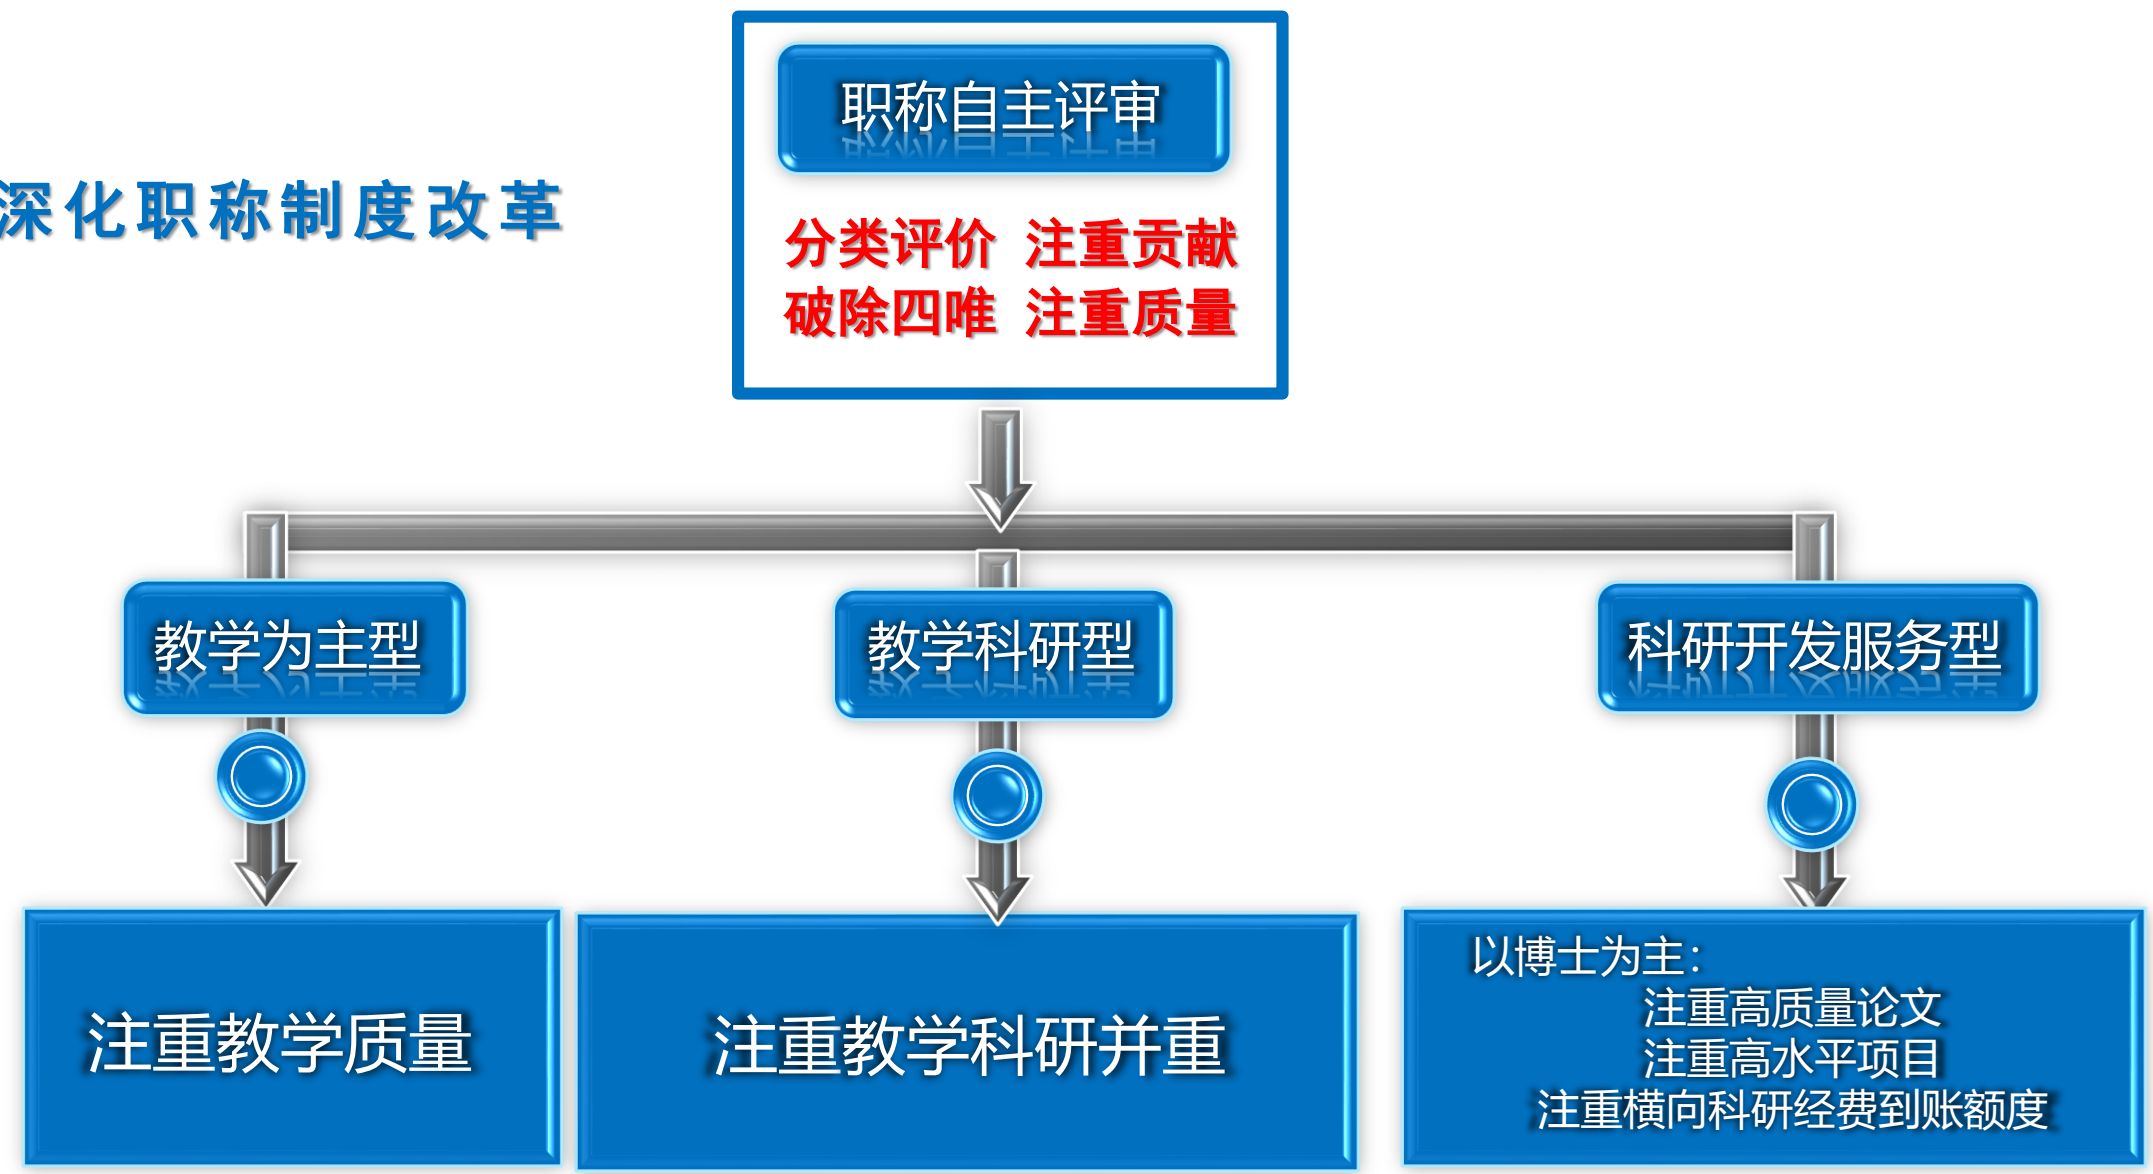 职称自主评审
深化职称制度改革
分类评价 注重贡献
破除四唯 注重质量
教学为主型
教学科研型
科研开发服务型
注重教学质量
注重教学科研并重
以博士为主：
注重高质量论文
注重高水平项目
注重横向科研经费到账额度